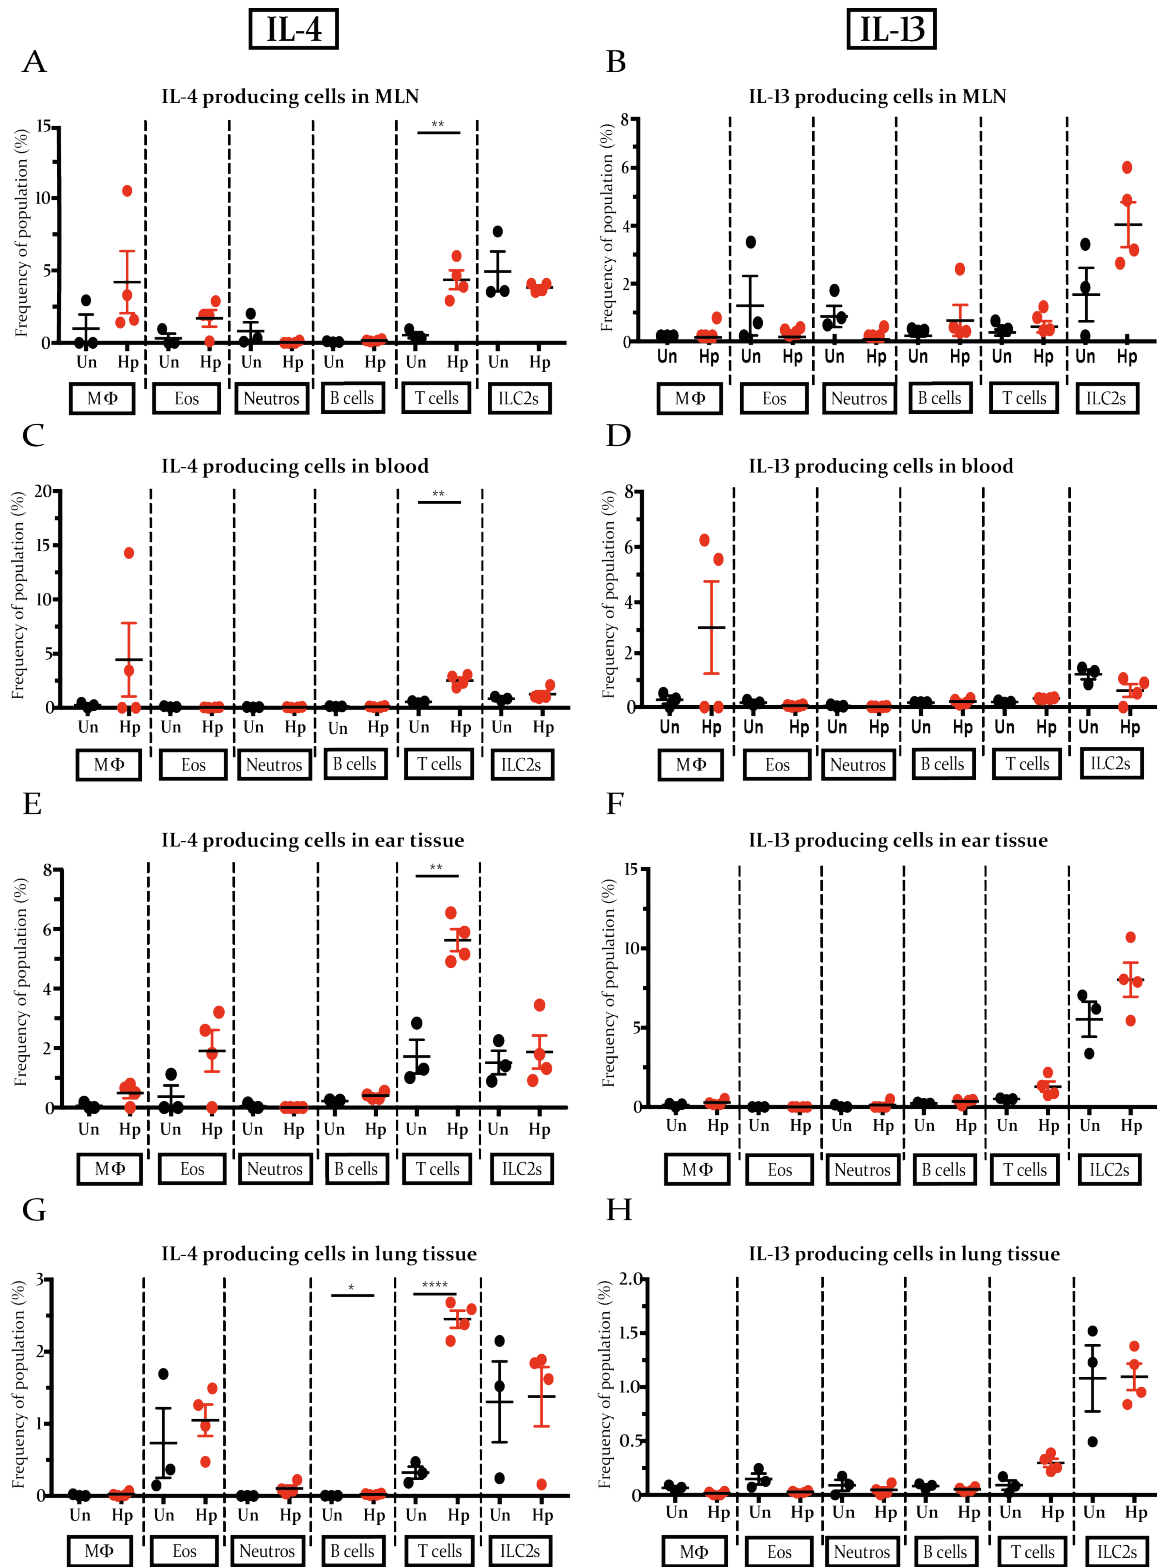 IL-4
IL-13
A
B
IL-4 producing cells in MLN
IL-13 producing cells in MLN
Frequency of population (%)
15
10
5
0
**
Un Hp Un Hp Un Hp Un Hp Un Hp Un Hp
MΦ Eos Neutros B cells T cells ILC2s
Frequency of population (%)
8
6
4
2
0
Un Hp Un Hp Un Hp Un Hp Un Hp Un Hp
MΦ Eos Neutros B cells T cells ILC2s
C
D
IL-4 producing cells in blood
IL-13 producing cells in blood
Frequency of population (%)
20
15
10
5
0
**
Un Hp Un Hp Un Hp Un Hp Un Hp Un Hp
MΦ Eos Neutros B cells T cells ILC2s
Frequency of population (%)
8
6
4
2
0
Un Hp Un Hp Un Hp Un Hp Un Hp Un Hp
MΦ Eos Neutros B cells T cells ILC2s
E
F
IL-4 producing cells in ear tissue
IL-13 producing cells in ear tissue
Frequency of population (%)
8
6
4
2
0
**
Un Hp Un Hp Un Hp Un Hp Un Hp Un Hp
MΦ Eos Neutros B cells T cells ILC2s
Frequency of population (%)
15
10
5
0
Un Hp Un Hp Un Hp Un Hp Un Hp Un Hp
MΦ Eos Neutros B cells T cells ILC2s
G
H
IL-4 producing cells in lung tissue
IL-13 producing cells in lung tissue
Frequency of population (%)
3
2
1
0
*
****
Un Hp Un Hp Un Hp Un Hp Un Hp Un Hp
MΦ Eos Neutros B cells T cells ILC2s
Frequency of population (%)
2.0
1.5
1.0
0.5
0
Un Hp Un Hp Un Hp Un Hp Un Hp Un Hp
MΦ Eos Neutros B cells T cells ILC2s